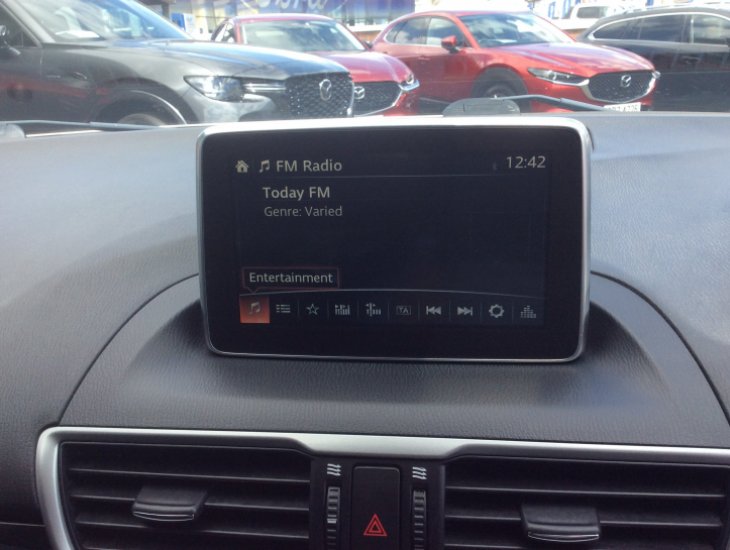 FM Radio
12:42
Today FM
Genre: Varied
Entertainment
TA